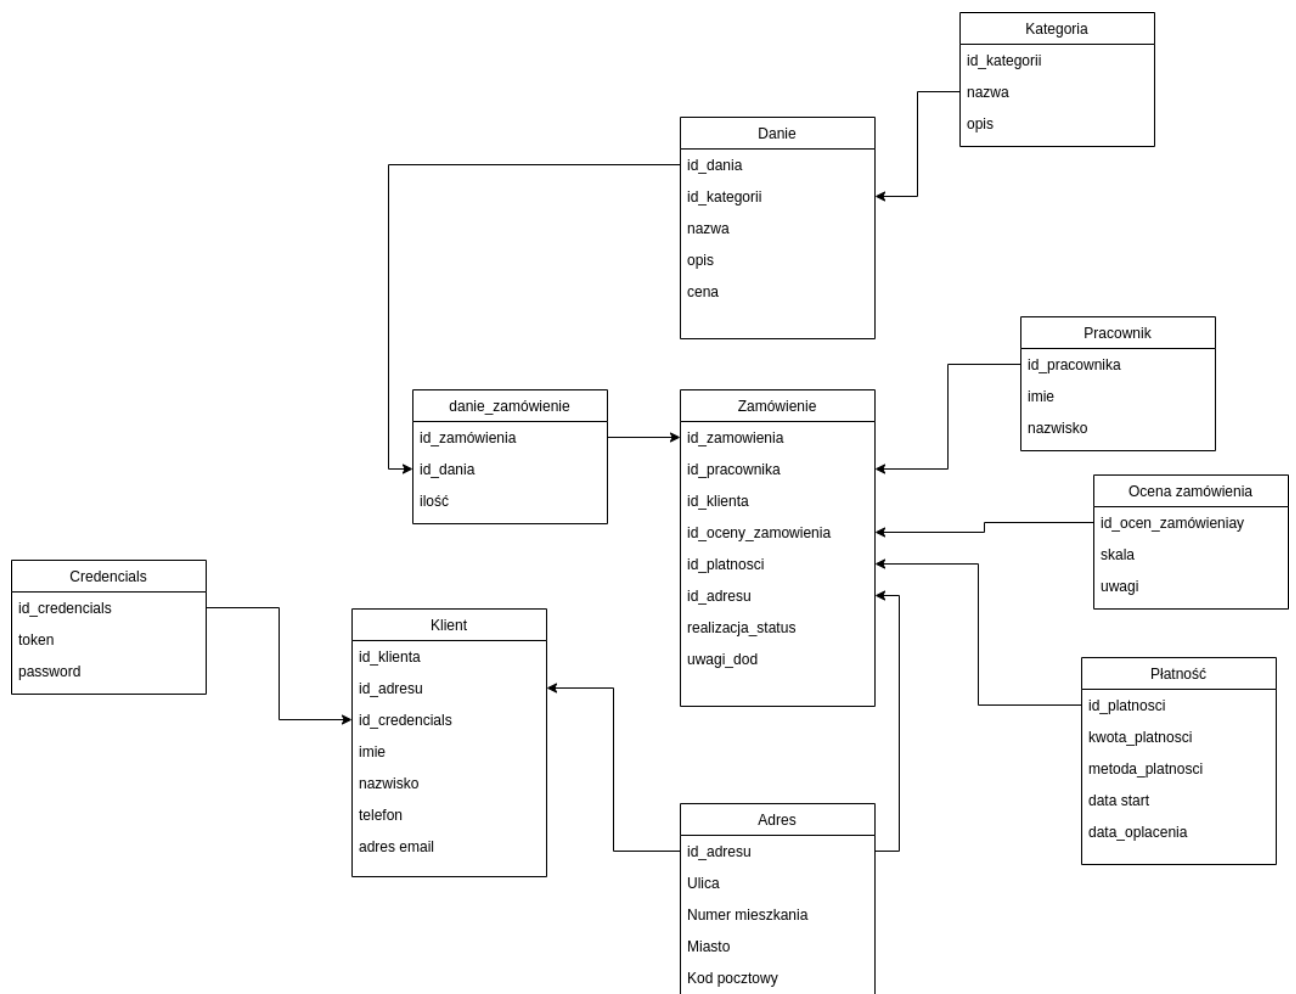 Kategoria
id_kategorii
nazwa
opis
Danie
id_dania
id_kategorii
nazwa
opis
cena
Pracownik
id_pracownika
imie
nazwisko
danie_zamówienie
id_zamówienia
id_dania
ilość
Zamówienie
id_zamowienia
id_pracownika
id_klienta
id_oceny_zamowienia
id_platnosci
id_adresu
realizacja_status
uwagi_dod
Ocena zamówienia
id_ocen_zamówieniay
skala
uwagi
Credencials
id_credencials
token
password
Klient
id_klienta
id_adresu
id_credencials
imie
nazwisko
telefon
adres email
Płatność
id_platnosci
kwota_platnosci
metoda_platnosci
data start
data_oplacenia
Adres
id_adresu
Ulica
Numer mieszkania
Miasto
Kod pocztowy